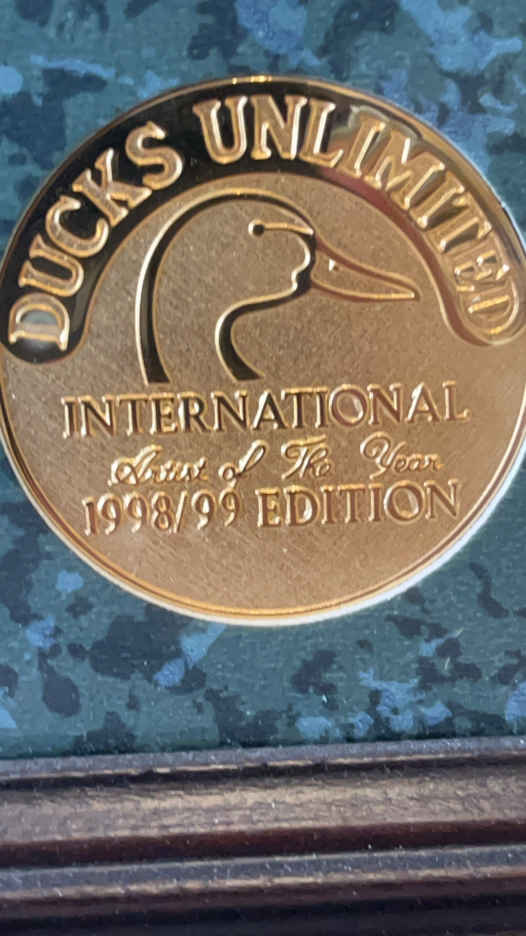 DUCKS UNLIMITED
INTERNATIONAL
Artist of The Year
1998/99 EDITION